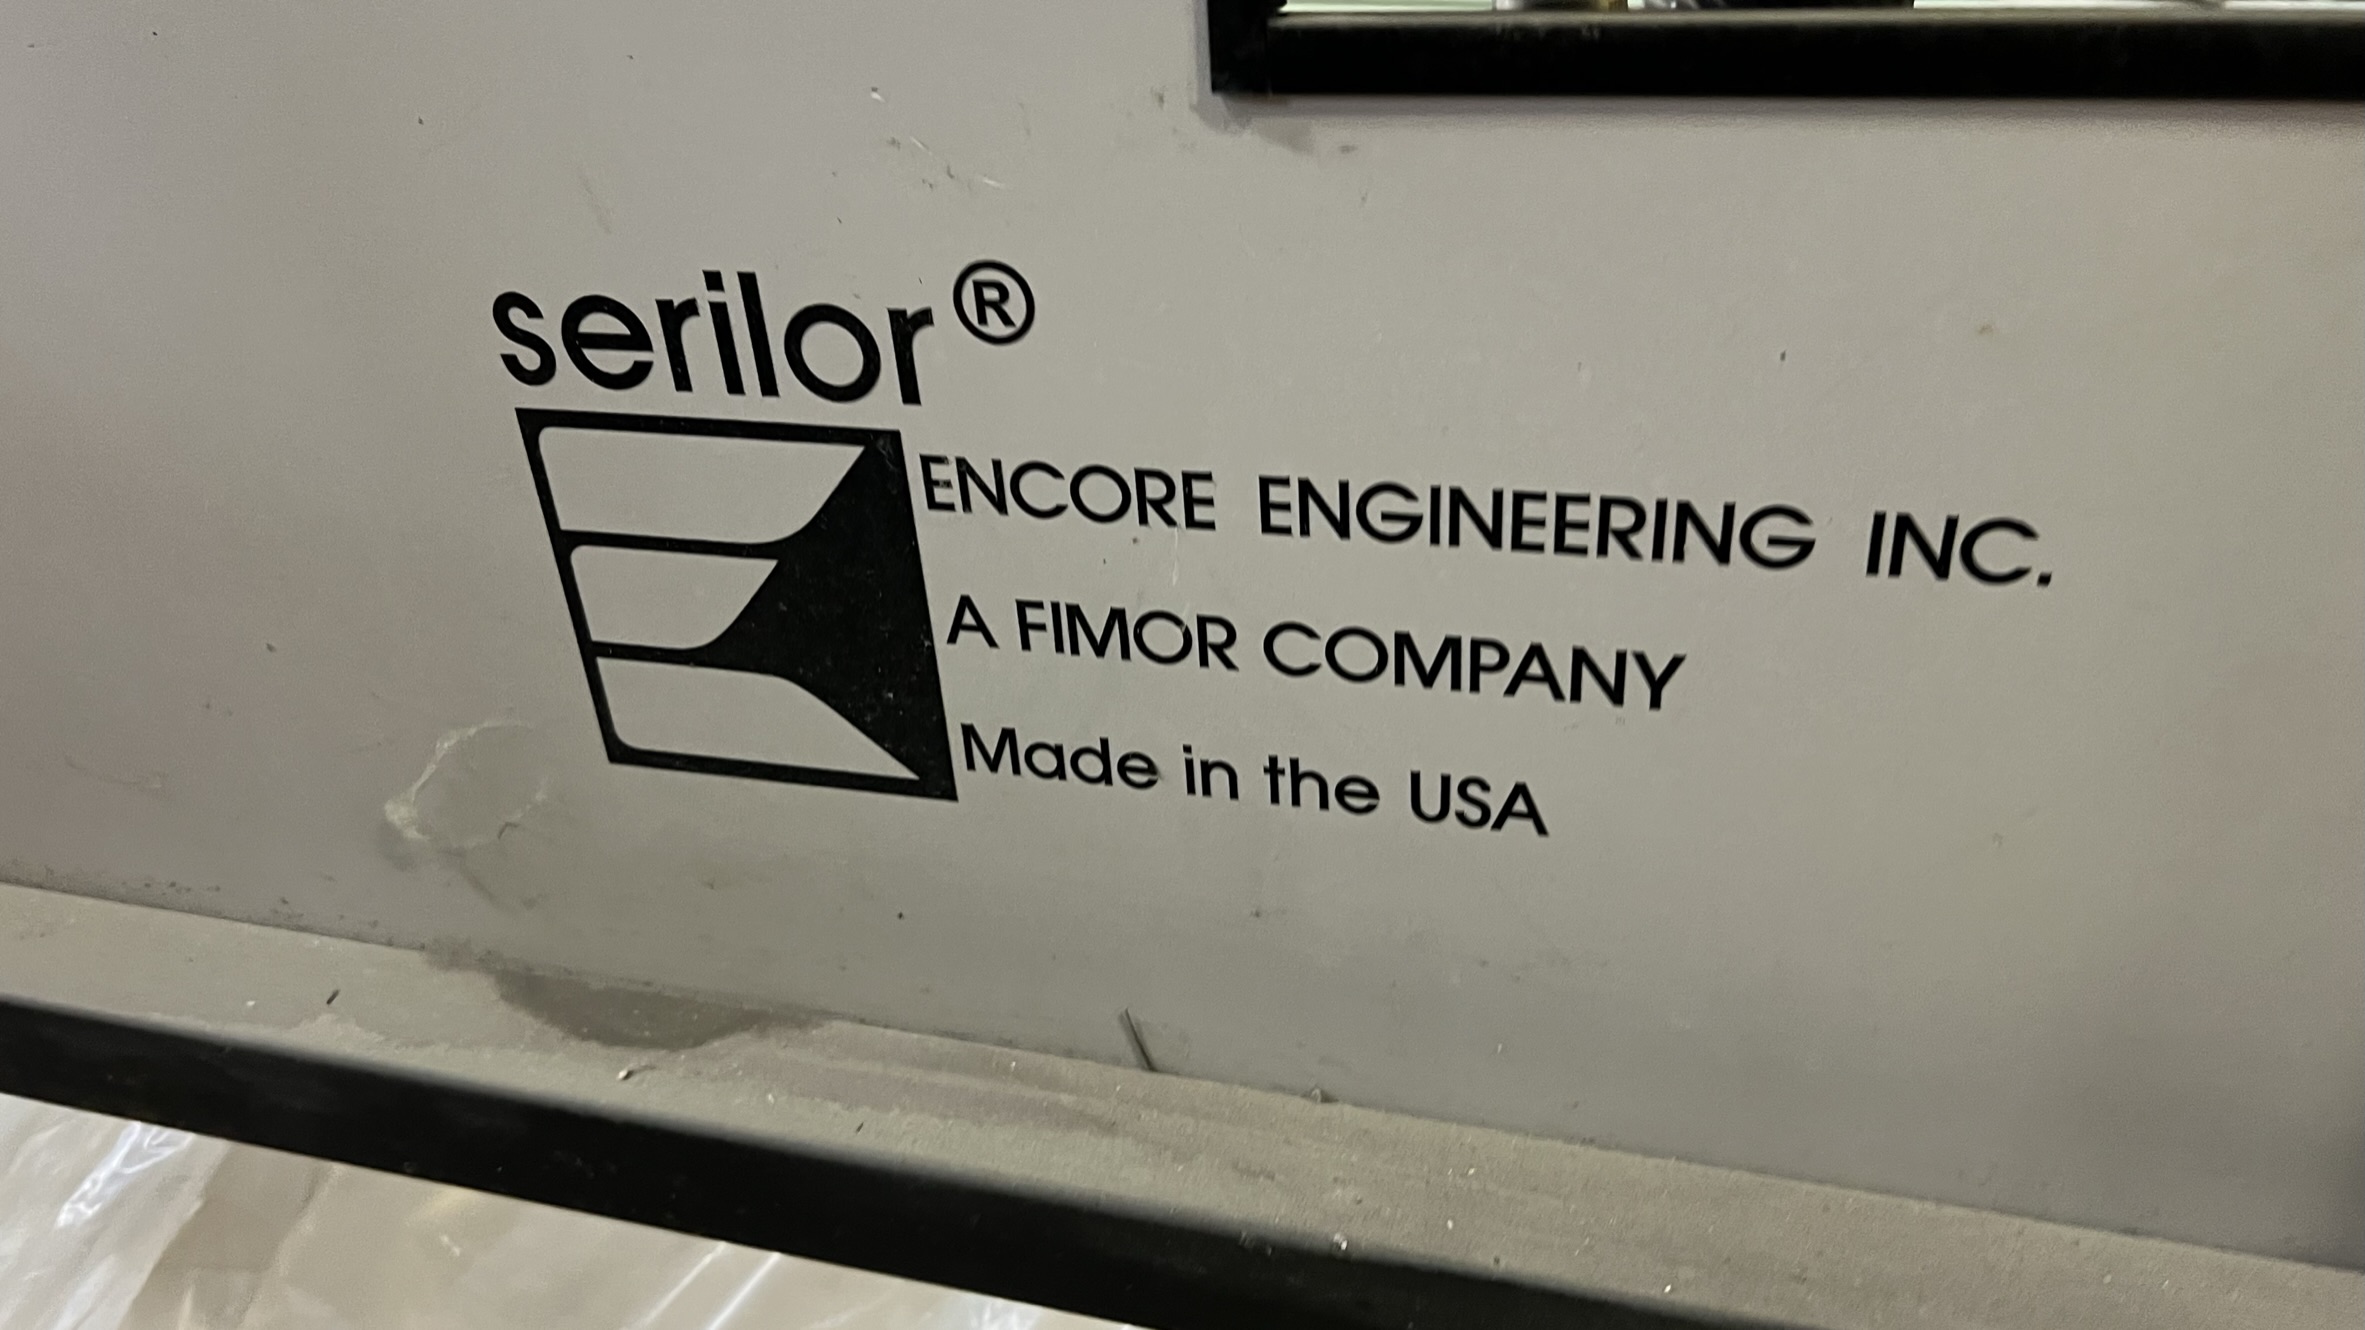 serilor®
ENCORE ENGINEERING INC.
A FIMOR COMPANY
Made in the USA